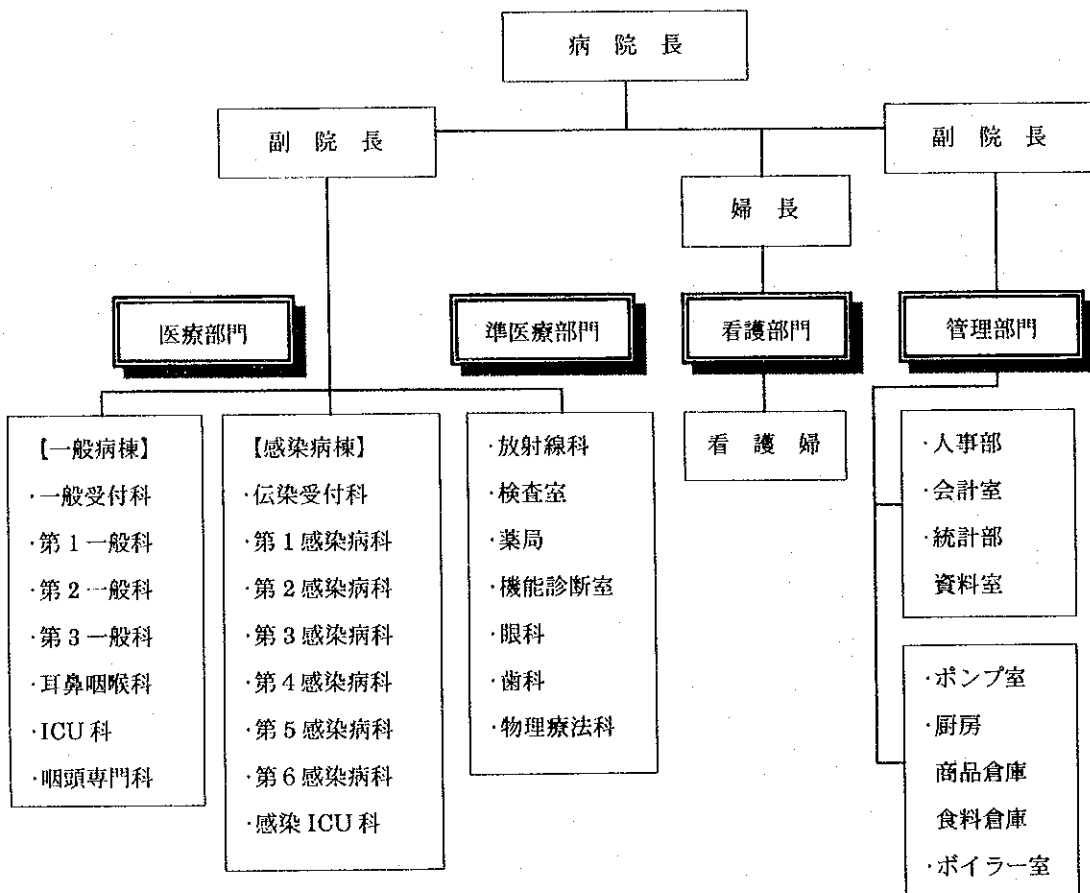 病院長
副院長
副院長
婦長
医療部門
準医療部門
看護部門
管理部門
【一般病棟】
・一般受付科
・第1一般科
・第2一般科
・第3一般科
・耳鼻咽喉科
・ICU科
・咽頭専門科
【感染病棟】
・伝染受付科
・第1感染病科
・第2感染病科
・第3感染病科
・第4感染病科
・第5感染病科
・第6感染病科
・感染ICU科
・放射線科
・検査室
・薬局
・機能診断室
・眼科
・歯科
・物理療法科
看護婦
・人事部
・会計室
・統計部
資料室
・ポンプ室
・厨房
商品倉庫
食料倉庫
・ボイラー室